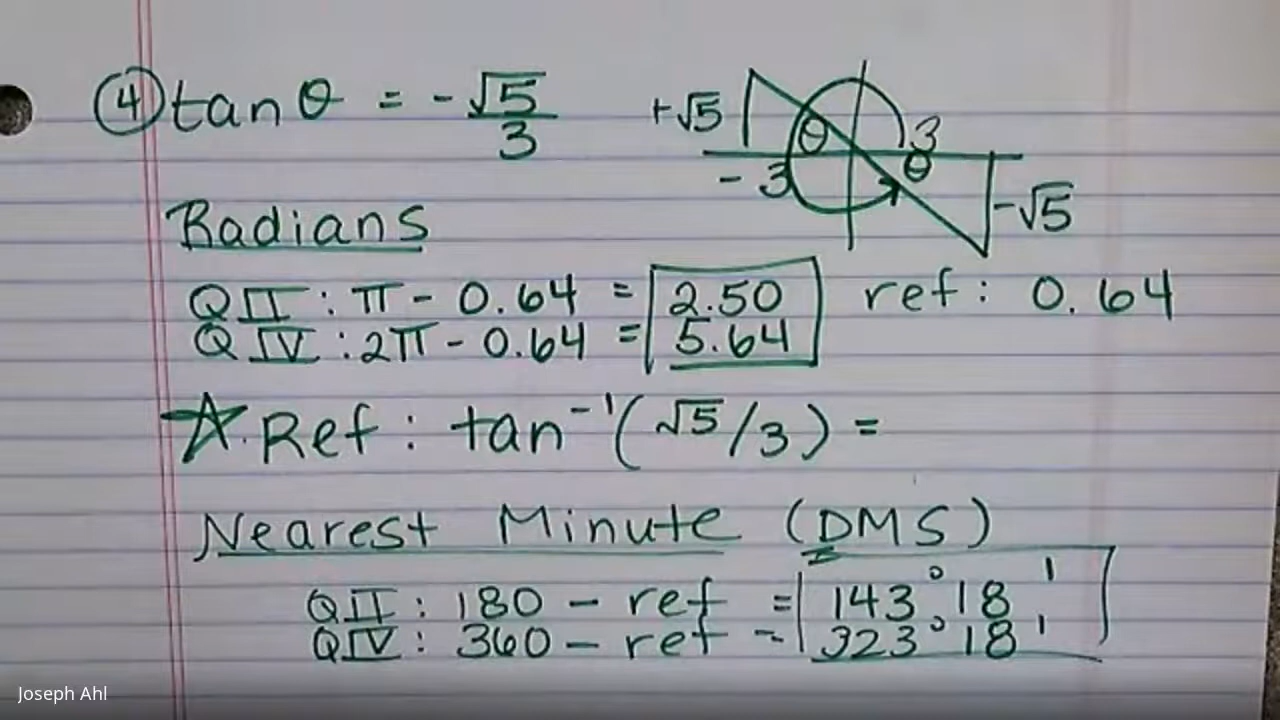 ④ tan θ = -√5/3
+√5
θ
3
-3
θ
-√5
Radians
QII : π - 0.64 = 2.50 ref: 0.64
QIV : 2π - 0.64 = 5.64
☆ Ref : tan⁻¹(√5/3) =
Nearest Minute (DMS)
QII : 180 - ref = 143° 18'
QIV : 360 - ref = 323° 18'
Joseph Ahl